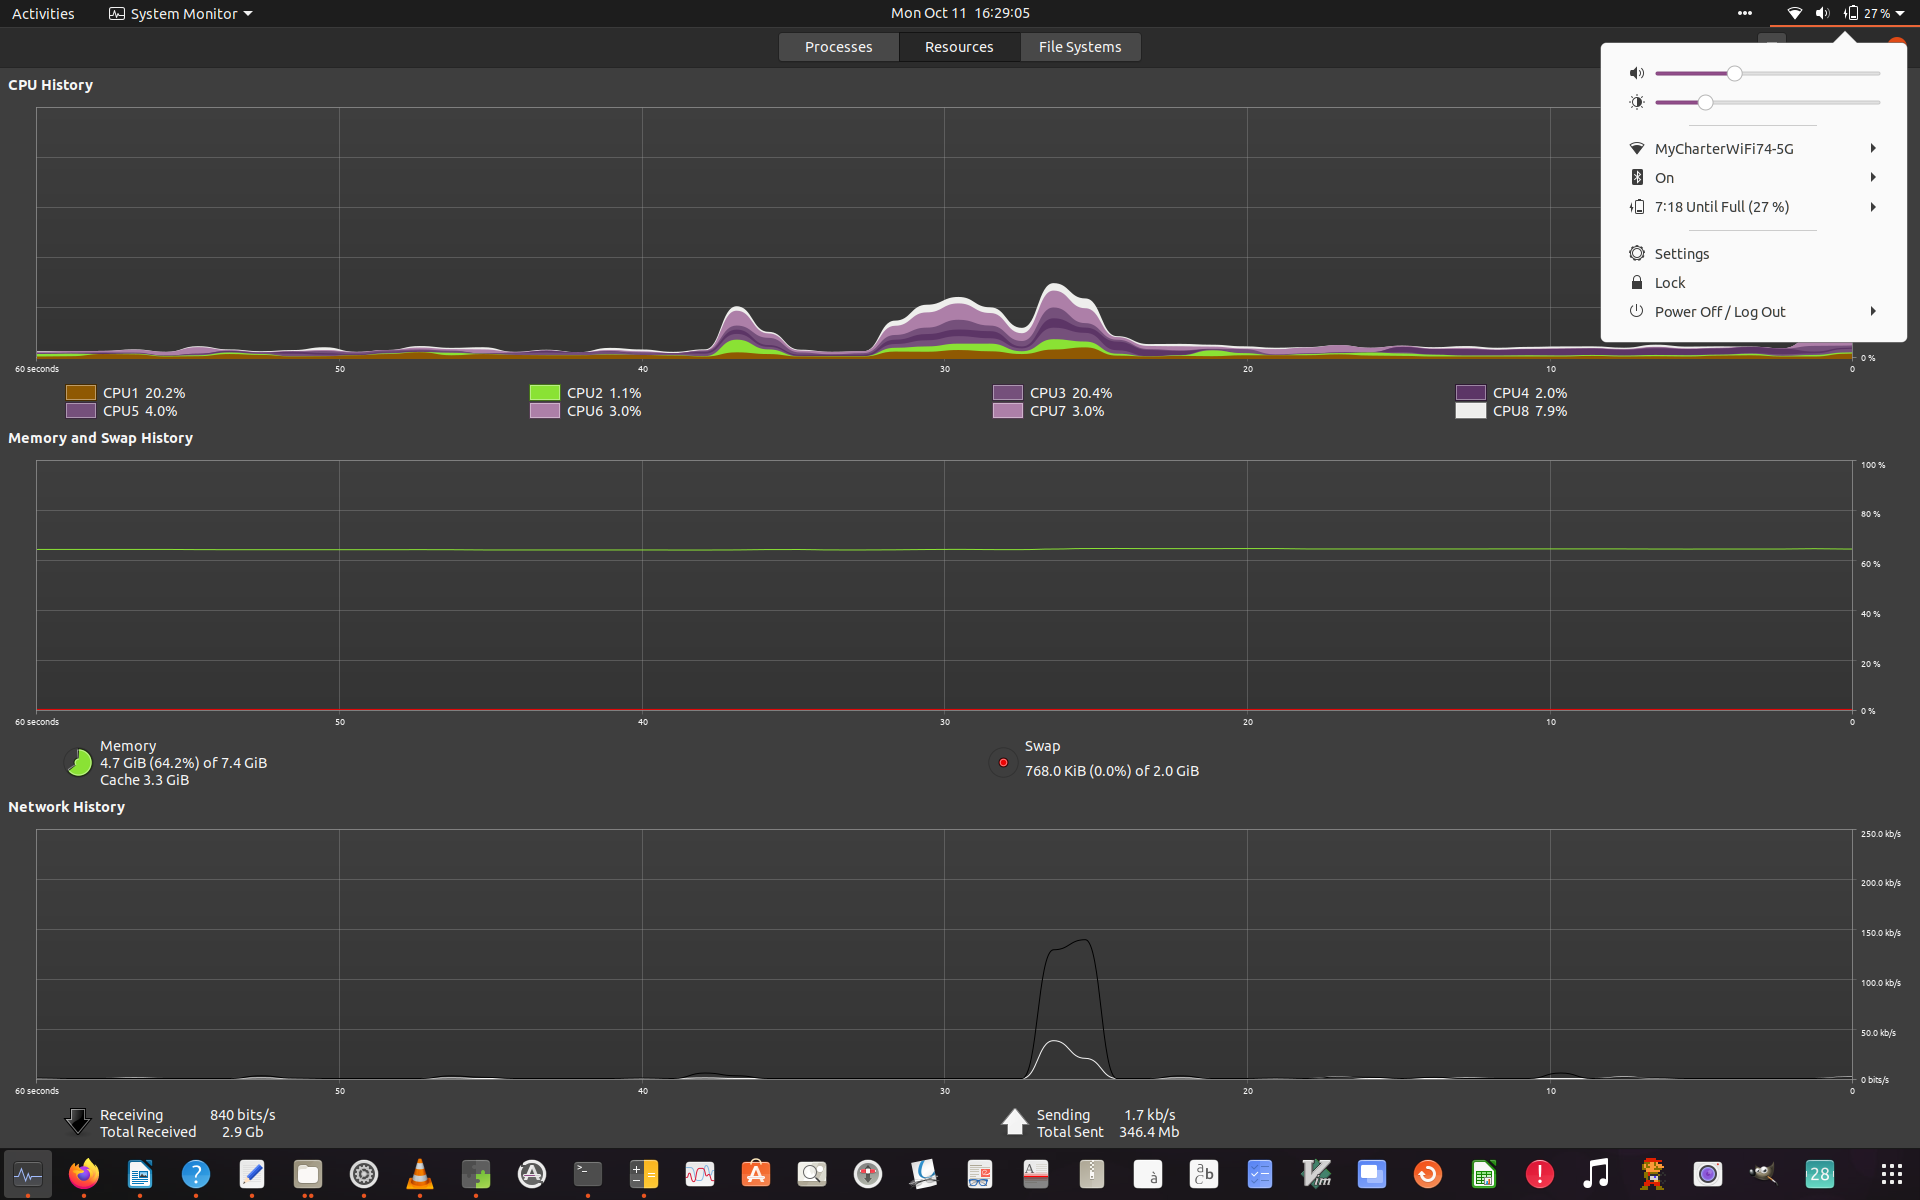 Activities
System Monitor
Mon Oct 11 16:29:05
27 %
Processes
Resources
File Systems
MyCharterWiFi74-5G
On
7:18 Until Full (27 %)
Settings
Lock
Power Off / Log Out
CPU History
0 %
60 seconds 50 40 30 20 10 0
CPU1 20.2% CPU2 1.1% CPU3 20.4% CPU4 2.0%
CPU5 4.0% CPU6 3.0% CPU7 3.0% CPU8 7.9%
Memory and Swap History
100 %
80 %
60 %
40 %
20 %
0 %
60 seconds 50 40 30 20 10 0
Memory
4.7 GiB (64.2%) of 7.4 GiB
Cache 3.3 GiB
Swap
768.0 KiB (0.0%) of 2.0 GiB
Network History
250.0 kb/s
200.0 kb/s
150.0 kb/s
100.0 kb/s
50.0 kb/s
0 bits/s
60 seconds 50 40 30 20 10 0
Receiving 840 bits/s
Total Received 2.9 Gb
Sending 1.7 kb/s
Total Sent 346.4 Mb
?
>_
A
à
ab
c
Vim
!
28